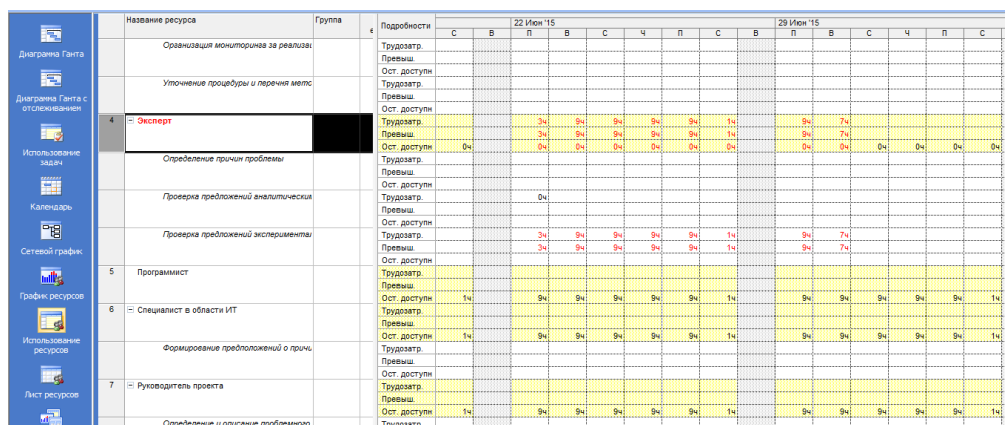 Название ресурса Группа Подробности 22 Июн '15 29 Июн '15
С В П В С Ч П С В П В С Ч П С
Диаграмма Ганта
Диаграмма Ганта с отслеживанием
Использование задач
Календарь
Сетевой график
График ресурсов
Использование ресурсов
Лист ресурсов
Организация мониторинга за Трудозатр.
Превыш.
Ост. доступн
Уточнение процедуры и перечня Трудозатр.
Превыш.
Ост. доступн
4 Эксперт Трудозатр. 3ч 9ч 9ч 9ч 9ч 1ч 9ч 7ч
Превыш. 3ч 9ч 9ч 9ч 9ч 1ч 9ч 7ч
Ост. доступн 0ч 0ч 0ч 0ч 0ч 0ч 0ч 0ч 0ч 0ч 0ч 0ч 0ч
Определение причин проблемы Трудозатр.
Превыш.
Ост. доступн
Проверка предложений аналитически Трудозатр. 0ч
Превыш.
Ост. доступн
Проверка предложений эксперимента Трудозатр. 3ч 9ч 9ч 9ч 9ч 1ч 9ч 7ч
Превыш. 3ч 9ч 9ч 9ч 9ч 1ч 9ч 7ч
Ост. доступн
5 Программист Трудозатр.
Превыш.
Ост. доступн 1ч 9ч 9ч 9ч 9ч 9ч 1ч 9ч 9ч 9ч 9ч 9ч 1ч
6 Специалист в области ИТ Трудозатр.
Превыш.
Ост. доступн 1ч 9ч 9ч 9ч 9ч 9ч 1ч 9ч 9ч 9ч 9ч 9ч 1ч
Формирование предположений о Трудозатр.
Превыш.
Ост. доступн
7 Руководитель проекта Трудозатр.
Превыш.
Ост. доступн 1ч 9ч 9ч 9ч 9ч 9ч 1ч 9ч 9ч 9ч 9ч 9ч 1ч
Определение и описание проблемного Трудозатр.